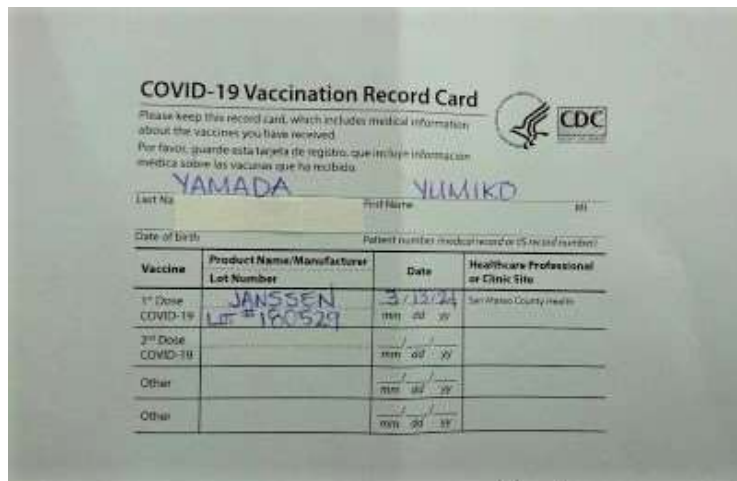 COVID-19 Vaccination Record Card
Please keep this record card, which includes medical information
about the vaccines you have received.
Por favor, guarde esta tarjeta de registro, que incluye información
médica sobre las vacunas que ha recibido.
CDC
YAMADA YUMIKO
Last Na First Name MI
Date of birth Patient number (medical record or IIS record number)
Vaccine Product Name/Manufacturer Date Healthcare Professional
Lot Number or Clinic Site
1st Dose JANSSEN 3/13/21 San Mateo County Health
COVID-19 LOT #180529 mm dd yy
2nd Dose
COVID-19 mm dd yy
Other mm dd yy
Other mm dd yy